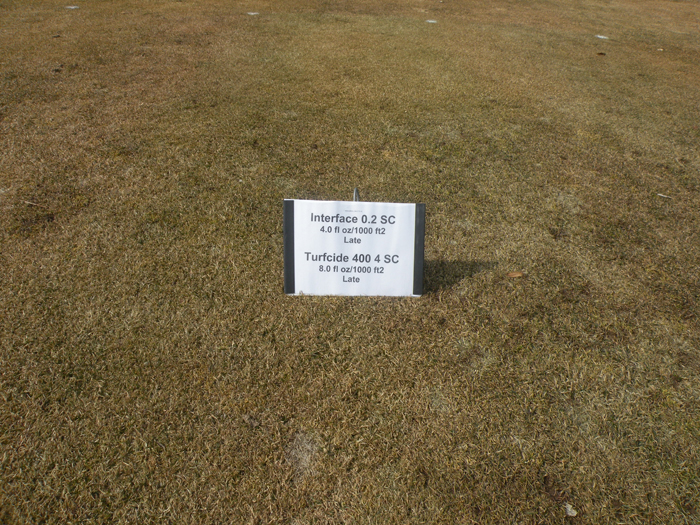 Interface 0.2 SC
4.0 fl oz/1000 ft2
Late
Turfcide 400 4 SC
8.0 fl oz/1000 ft2
Late